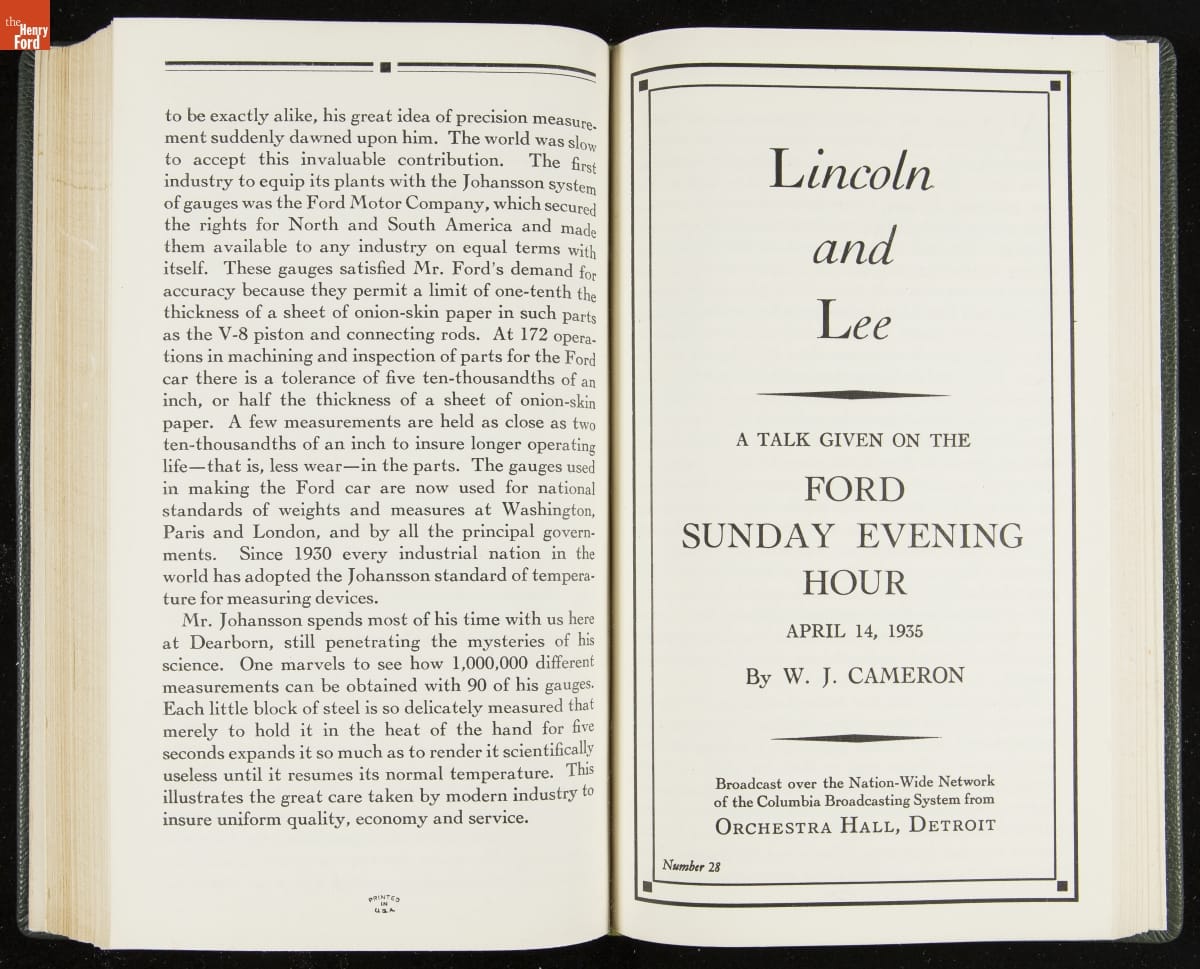 the
Henry
Ford
to be exactly alike, his great idea of precision measure-
ment suddenly dawned upon him. The world was slow
to accept this invaluable contribution. The first
industry to equip its plants with the Johansson system
of gauges was the Ford Motor Company, which secured
the rights for North and South America and made
them available to any industry on equal terms with
itself. These gauges satisfied Mr. Ford's demand for
accuracy because they permit a limit of one-tenth the
thickness of a sheet of onion-skin paper in such parts
as the V-8 piston and connecting rods. At 172 opera-
tions in machining and inspection of parts for the Ford
car there is a tolerance of five ten-thousandths of an
inch, or half the thickness of a sheet of onion-skin
paper. A few measurements are held as close as two
ten-thousandths of an inch to insure longer operating
life—that is, less wear—in the parts. The gauges used
in making the Ford car are now used for national
standards of weights and measures at Washington,
Paris and London, and by all the principal govern-
ments. Since 1930 every industrial nation in the
world has adopted the Johansson standard of tempera-
ture for measuring devices.
Mr. Johansson spends most of his time with us here
at Dearborn, still penetrating the mysteries of his
science. One marvels to see how 1,000,000 different
measurements can be obtained with 90 of his gauges.
Each little block of steel is so delicately measured that
merely to hold it in the heat of the hand for five
seconds expands it so much as to render it scientifically
useless until it resumes its normal temperature. This
illustrates the great care taken by modern industry to
insure uniform quality, economy and service.
PRINTED
IN
U.S.A.
Lincoln
and
Lee
A TALK GIVEN ON THE
FORD
SUNDAY EVENING
HOUR
APRIL 14, 1935
By W. J. CAMERON
Broadcast over the Nation-Wide Network
of the Columbia Broadcasting System from
ORCHESTRA HALL, DETROIT
Number 28